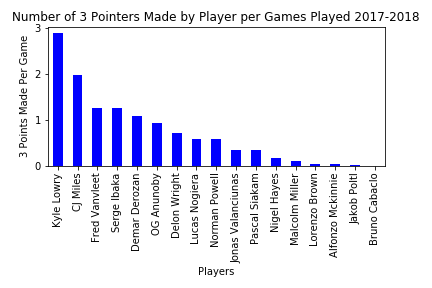 Number of 3 Pointers Made by Player per Games Played 2017-2018
3 Points Made Per Game
3
2
1
0
Kyle Lowry
CJ Miles
Fred Vanvleet
Serge Ibaka
Demar Derozan
OG Anunoby
Delon Wright
Lucas Nogiera
Norman Powell
Jonas Valanciunas
Pascal Siakam
Nigel Hayes
Malcolm Miller
Lorenzo Brown
Alfonzo Mckinnie
Jakob Poltl
Bruno Cabaclo
Players